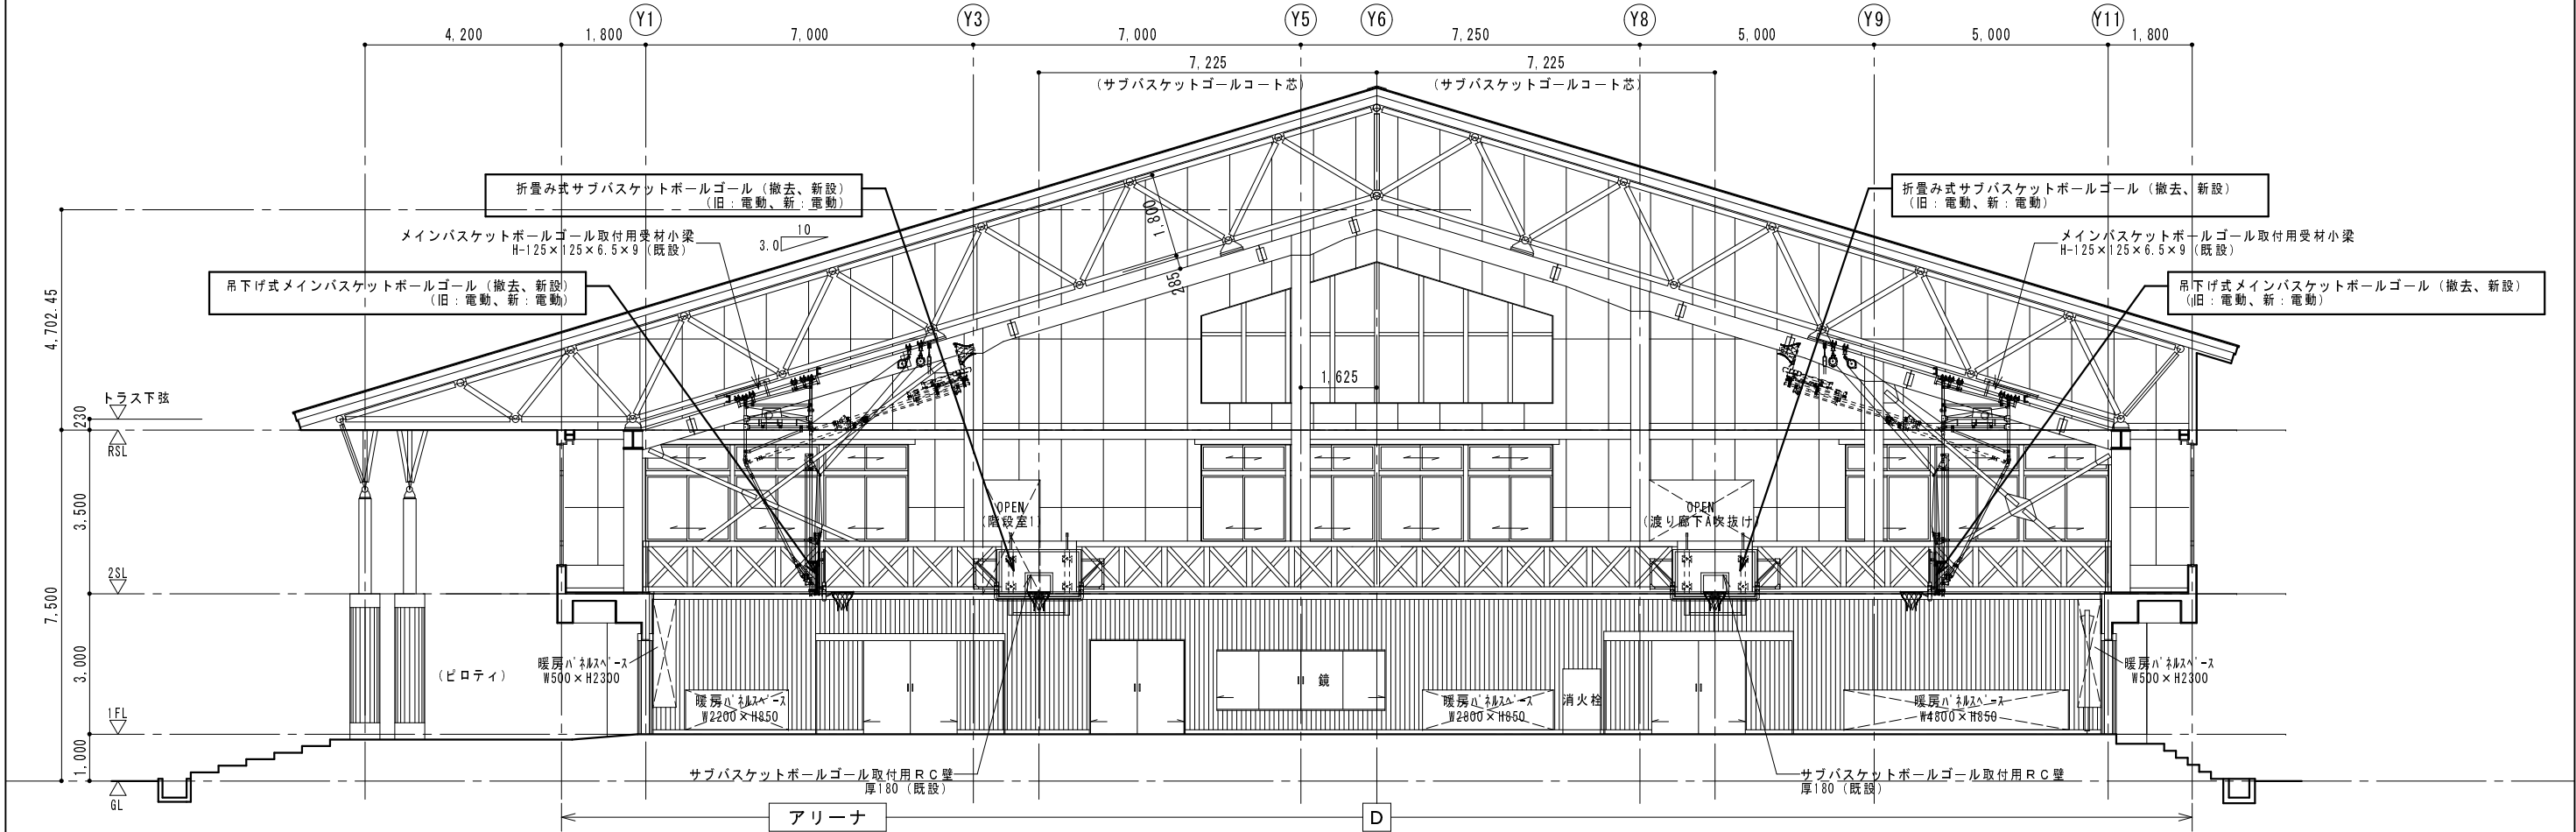 Y1
Y3
Y5
Y6
Y8
Y9
Y11
4,200
1,800
7,000
7,000
7,250
5,000
5,000
1,800
7,225
7,225
(サブバスケットゴールコート芯)
(サブバスケットゴールコート芯)
折畳み式サブバスケットボールゴール(撤去、新設)
(旧:電動、新:電動)
折畳み式サブバスケットボールゴール(撤去、新設)
(旧:電動、新:電動)
メインバスケットボールゴール取付用受材小梁
H-125×125×6.5×9 (既設)
10
3.0
1,800
285
メインバスケットボールゴール取付用受材小梁
H-125×125×6.5×9 (既設)
吊下げ式メインバスケットボールゴール(撤去、新設)
(旧:電動、新:電動)
吊下げ式メインバスケットボールゴール(撤去、新設)
(旧:電動、新:電動)
4,702.45
1,625
トラス下弦
230
RSL
3,500
OPEN
(階段室1)
OPEN
(渡り廊下A吹抜け)
2SL
7,500
3,000
(ピロティ)
暖房パネルスペース
W500×H2300
暖房パネルスペース
W2200×H850
鏡
暖房パネルスペース
W2800×H850
消火栓
暖房パネルスペース
W4800×H850
暖房パネルスペース
W500×H2300
1FL
1,000
GL
サブバスケットボールゴール取付用RC壁
厚180 (既設)
サブバスケットボールゴール取付用RC壁
厚180 (既設)
アリーナ
D